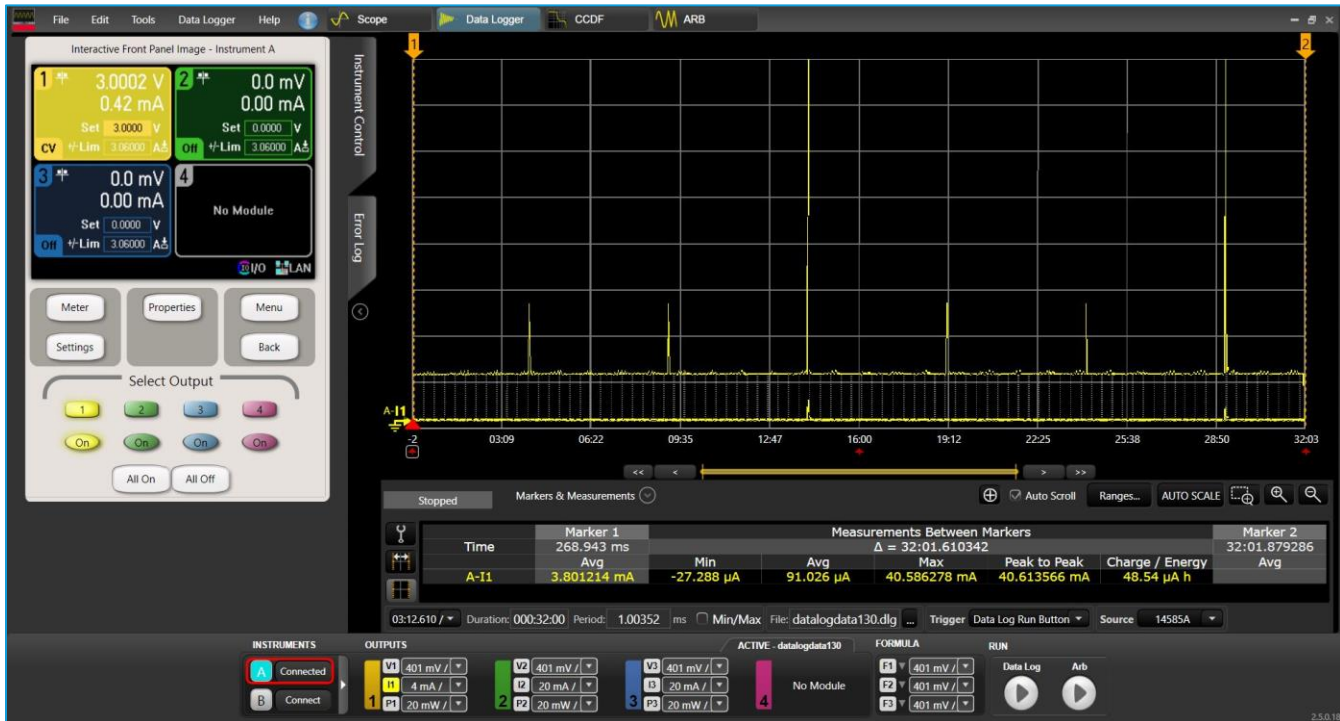 File Edit Tools Data Logger Help Scope Data Logger CCDF ARB
Interactive Front Panel Image - Instrument A
1 3.0002 V
0.42 mA
Set 3.0000 V
CV +/-Lim 3.06000 A
2 0.0 mV
0.00 mA
Set 0.0000 V
Off +/-Lim 3.06000 A
3 0.0 mV
0.00 mA
Set 0.0000 V
Off +/-Lim 3.06000 A
4
No Module
I/O LAN
Meter Properties Menu
Settings Back
Select Output
1 2 3 4
On On On On
All On All Off
Instrument Control
Error Log
1 2
A-I1
-2 03:09 06:22 09:35 12:47 16:00 19:12 22:25 25:38 28:50 32:03
<< < > >>
Stopped Markers & Measurements Auto Scroll Ranges... AUTO SCALE
Marker 1 Measurements Between Markers Marker 2
Time 268.943 ms Δ = 32:01.610342 32:01.879286
Avg Min Avg Max Peak to Peak Charge / Energy Avg
A-I1 3.801214 mA -27.288 µA 91.026 µA 40.586278 mA 40.613566 mA 48.54 µA h
03:12.610 / Duration: 000:32:00 Period: 1.00352 ms Min/Max File: datalogdata130.dlg ... Trigger Data Log Run Button Source 14585A
INSTRUMENTS OUTPUTS ACTIVE - datalogdata130 FORMULA RUN
A Connected
B Connect
1 V1 401 mV /
I1 4 mA /
P1 20 mW /
2 V2 401 mV /
I2 20 mA /
P2 20 mW /
3 V3 401 mV /
I3 20 mA /
P3 20 mW /
4 No Module
F1 401 mV /
F2 401 mV /
F3 401 mV /
Data Log Arb
2.5.0.10